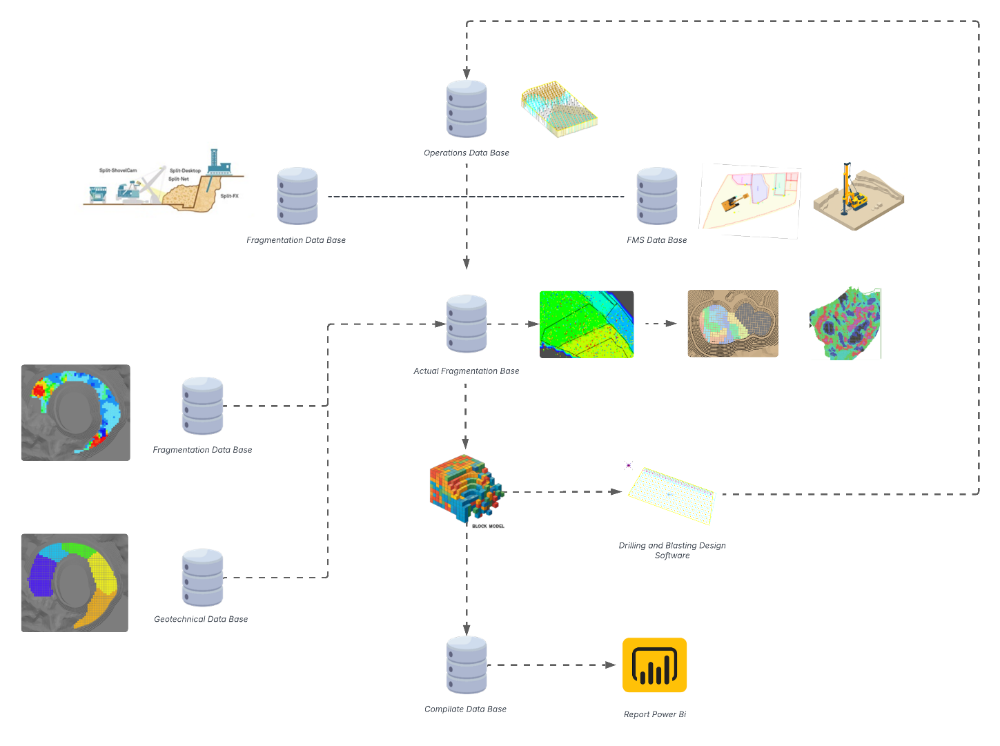 Operations Data Base
Split-ShovelCam
Split-Desktop
Split-Net
Split-FX
Fragmentation Data Base
FMS Data Base
Actual Fragmentation Base
Fragmentation Data Base
BLOCK MODEL
Drilling and Blasting Design
Software
Geotechnical Data Base
Compilate Data Base
Report Power Bi